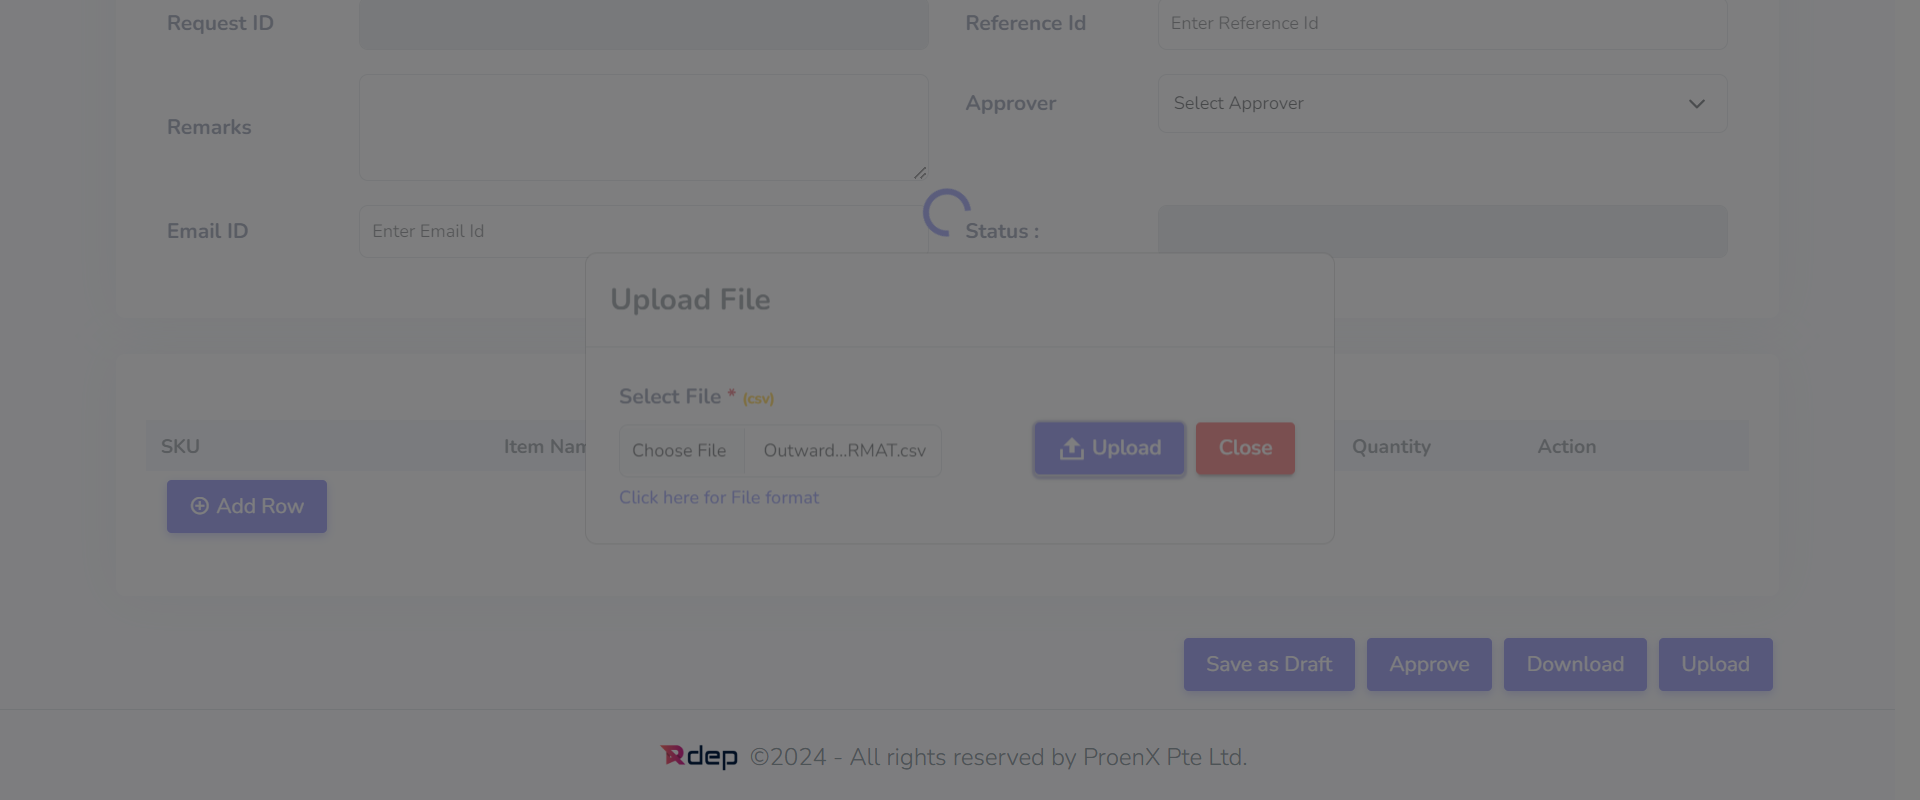 Request ID
Reference Id
Enter Reference Id
Remarks
Approver
Select Approver
Email ID
Enter Email Id
Status :
Upload File
Select File * (csv)
Choose File
Outward...RMAT.csv
Upload
Close
Click here for File format
SKU
Item Nam
Quantity
Action
Add Row
Save as Draft
Approve
Download
Upload
Rdep ©2024 - All rights reserved by ProenX Pte Ltd.